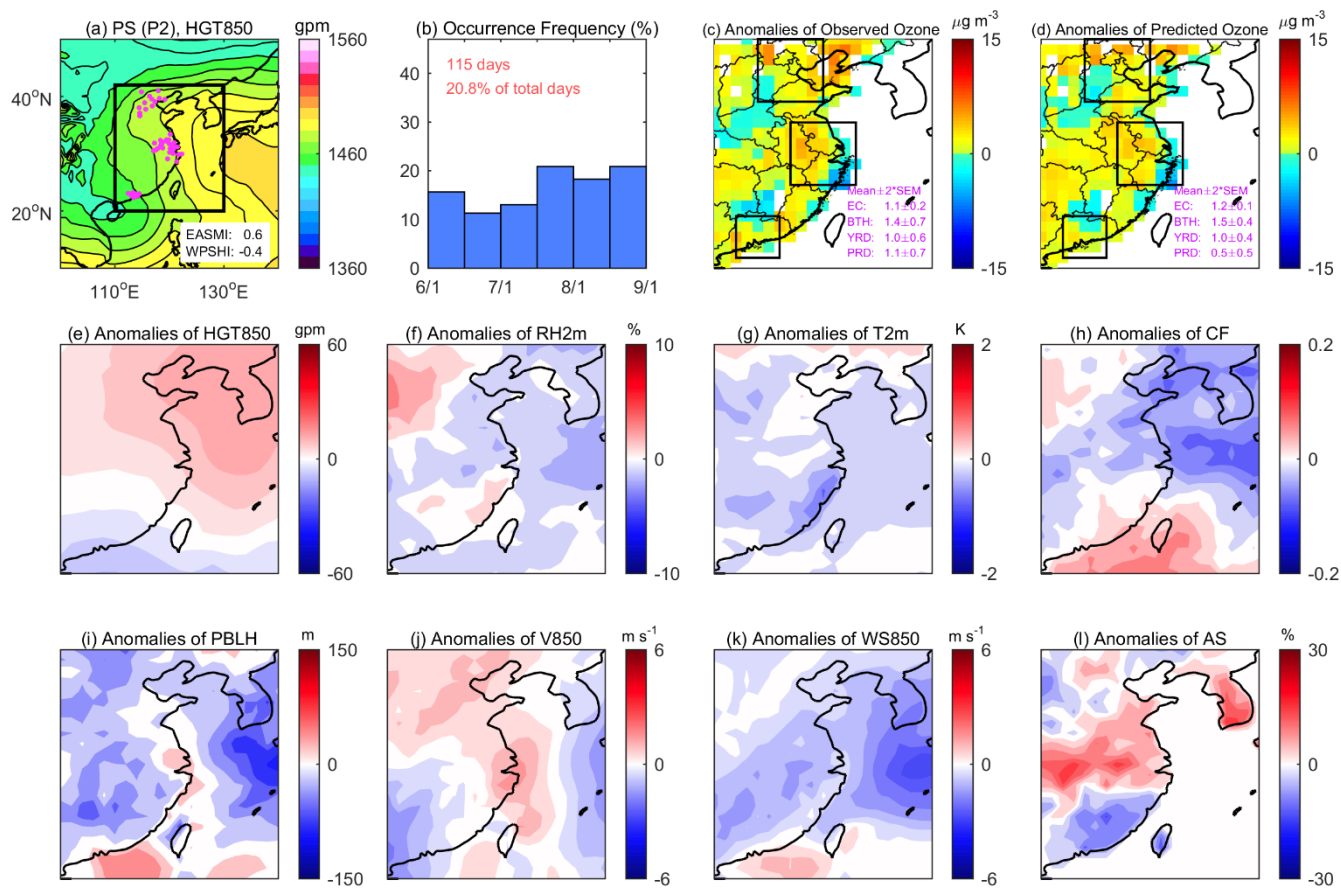 (a) PS (P2), HGT850
gpm
1560
1460
1360
40°N
20°N
110°E
130°E
EASMI: 0.6
WPSHI: -0.4
(b) Occurrence Frequency (%)
115 days
20.8% of total days
40
30
20
10
0
6/1
7/1
8/1
9/1
(c) Anomalies of Observed Ozone
μg m⁻³
15
0
-15
Mean±2*SEM
EC: 1.1±0.2
BTH: 1.4±0.7
YRD: 1.0±0.6
PRD: 1.1±0.7
(d) Anomalies of Predicted Ozone
μg m⁻³
15
0
-15
Mean±2*SEM
EC: 1.2±0.1
BTH: 1.5±0.4
YRD: 1.0±0.4
PRD: 0.5±0.5
(e) Anomalies of HGT850
gpm
60
0
-60
(f) Anomalies of RH2m
%
10
0
-10
(g) Anomalies of T2m
K
2
0
-2
(h) Anomalies of CF
0.2
0
-0.2
(i) Anomalies of PBLH
m
150
0
-150
(j) Anomalies of V850
m s⁻¹
6
0
-6
(k) Anomalies of WS850
m s⁻¹
6
0
-6
(l) Anomalies of AS
%
30
0
-30